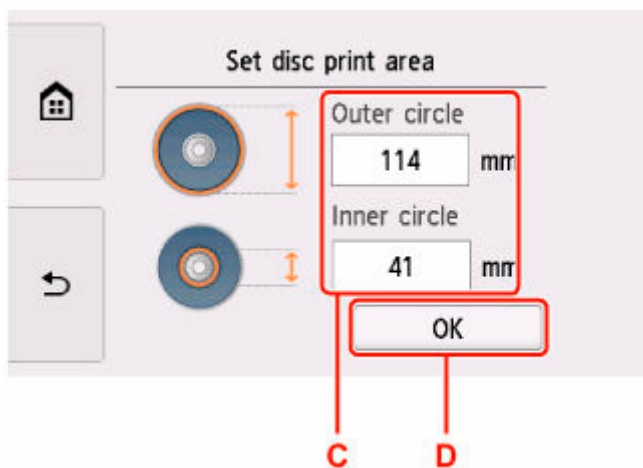 Set disc print area
Outer circle
114 mm
Inner circle
41 mm
OK
C D